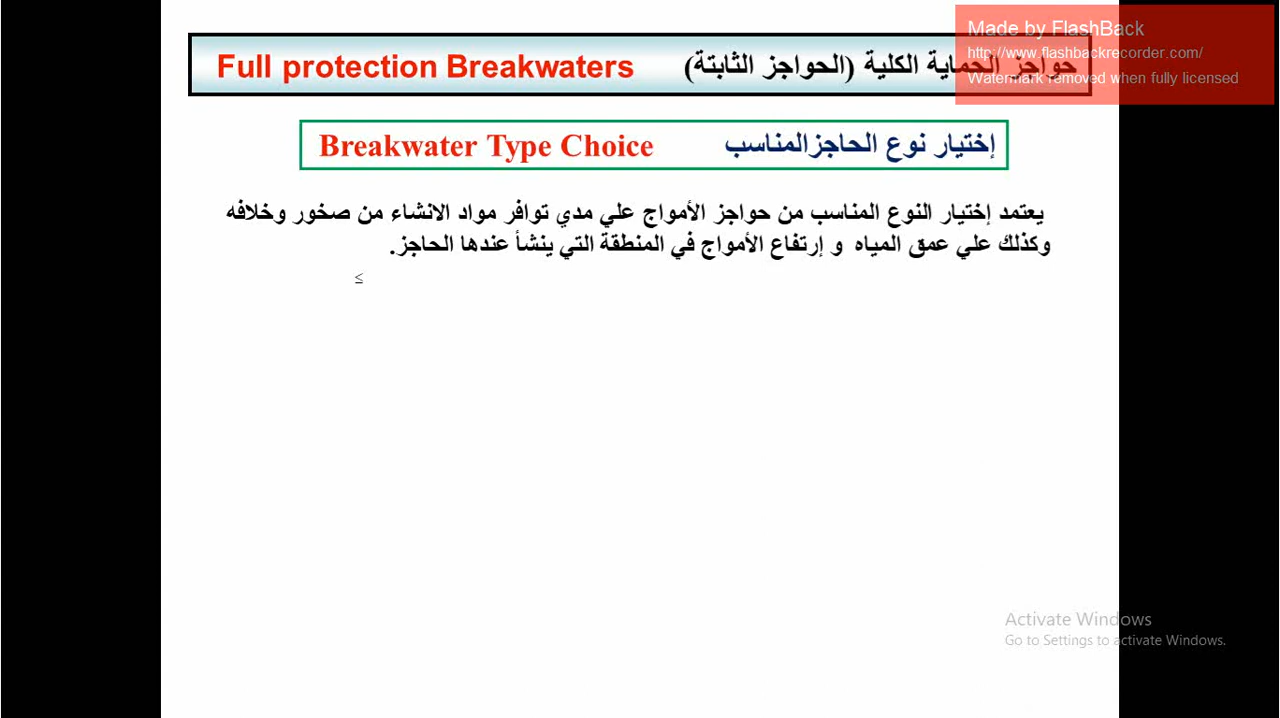 Made by FlashBack
http://www.flashbackrecorder.com/
Watermark removed when fully licensed
Full protection Breakwaters حواجز الحماية الكلية (الحواجز الثابتة)
Breakwater Type Choice إختيار نوع الحاجزالمناسب
يعتمد إختيار النوع المناسب من حواجز الأمواج علي مدي توافر مواد الانشاء من صخور وخلافه
وكذلك علي عمق المياه و إرتفاع الأمواج في المنطقة التي ينشأ عندها الحاجز.
≤
Activate Windows
Go to Settings to activate Windows.